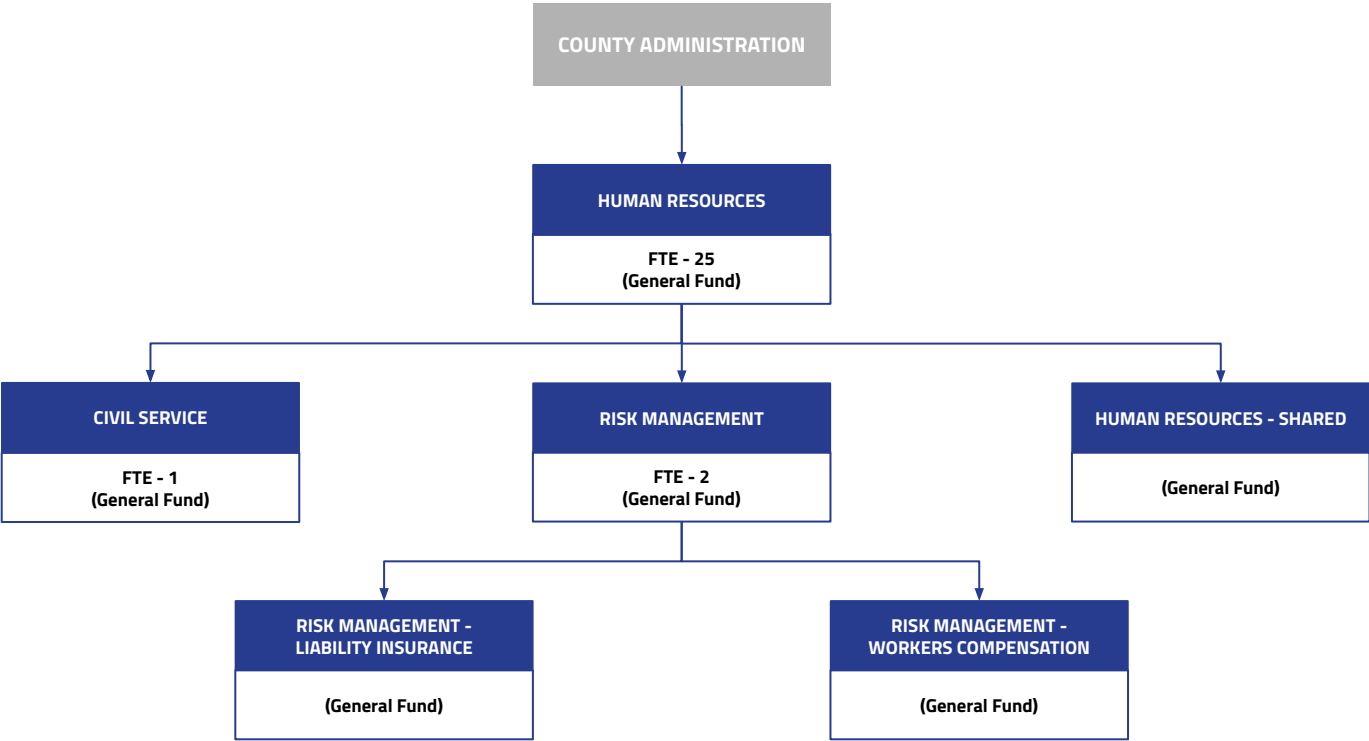 COUNTY ADMINISTRATION
HUMAN RESOURCES
FTE - 25
(General Fund)
CIVIL SERVICE
FTE - 1
(General Fund)
RISK MANAGEMENT
FTE - 2
(General Fund)
HUMAN RESOURCES - SHARED
(General Fund)
RISK MANAGEMENT -
LIABILITY INSURANCE
(General Fund)
RISK MANAGEMENT -
WORKERS COMPENSATION
(General Fund)